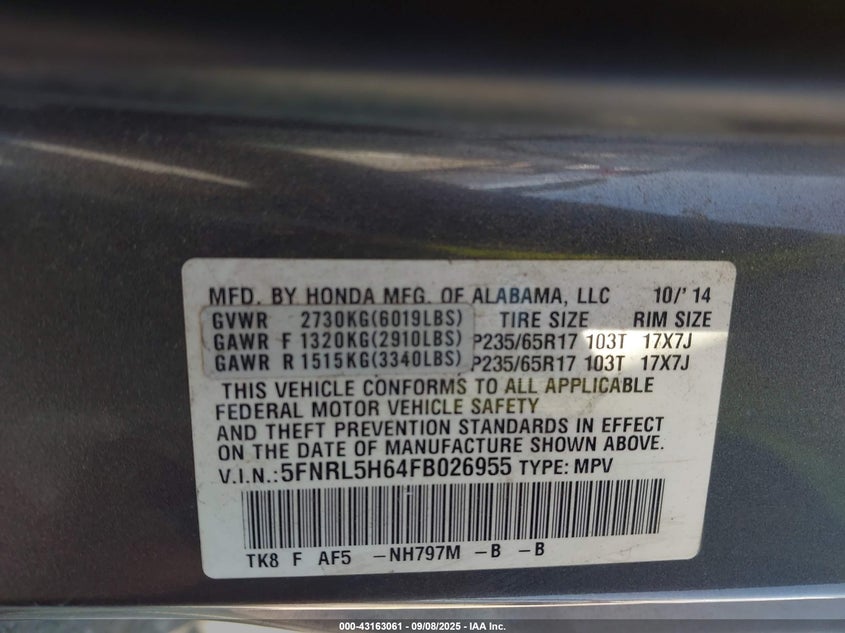 MFD. BY HONDA MFG. OF ALABAMA, LLC 10/'14
GVWR 2730KG(6019LBS) TIRE SIZE RIM SIZE
GAWR F 1320KG(2910LBS) P235/65R17 103T 17X7J
GAWR R 1515KG(3340LBS) P235/65R17 103T 17X7J
THIS VEHICLE CONFORMS TO ALL APPLICABLE
FEDERAL MOTOR VEHICLE SAFETY
AND THEFT PREVENTION STANDARDS IN EFFECT
ON THE DATE OF MANUFACTURE SHOWN ABOVE.
V.I.N.:5FNRL5H64FB026955 TYPE: MPV
TK8 F AF5 -NH797M -B -B
000-43163061 - 09/08/2025 - IAA Inc.